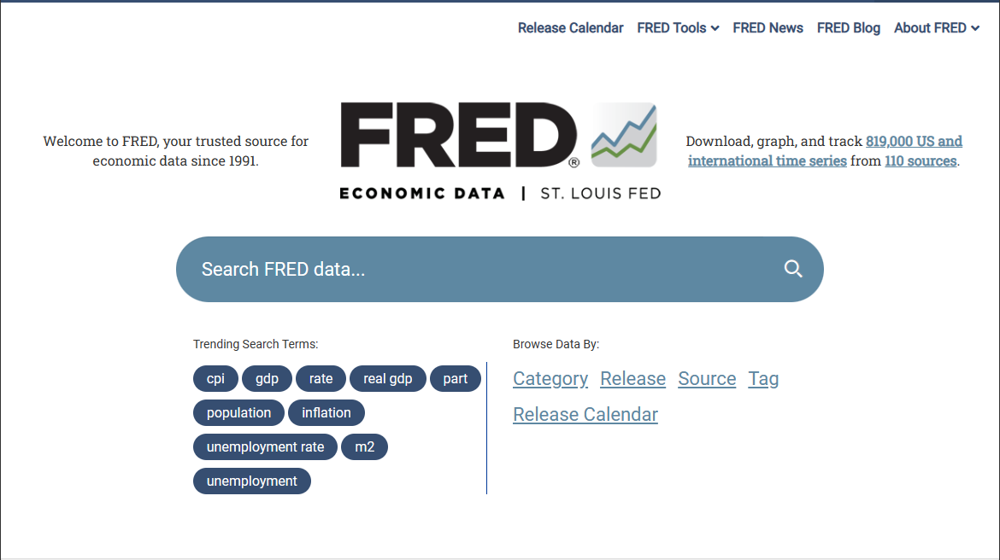 Release Calendar FRED Tools FRED News FRED Blog About FRED
Welcome to FRED, your trusted source for
economic data since 1991.
FRED®
ECONOMIC DATA | ST. LOUIS FED
Download, graph, and track 819,000 US and
international time series from 110 sources.
Search FRED data...
Trending Search Terms:
cpi gdp rate real gdp part
population inflation
unemployment rate m2
unemployment
Browse Data By:
Category Release Source Tag
Release Calendar